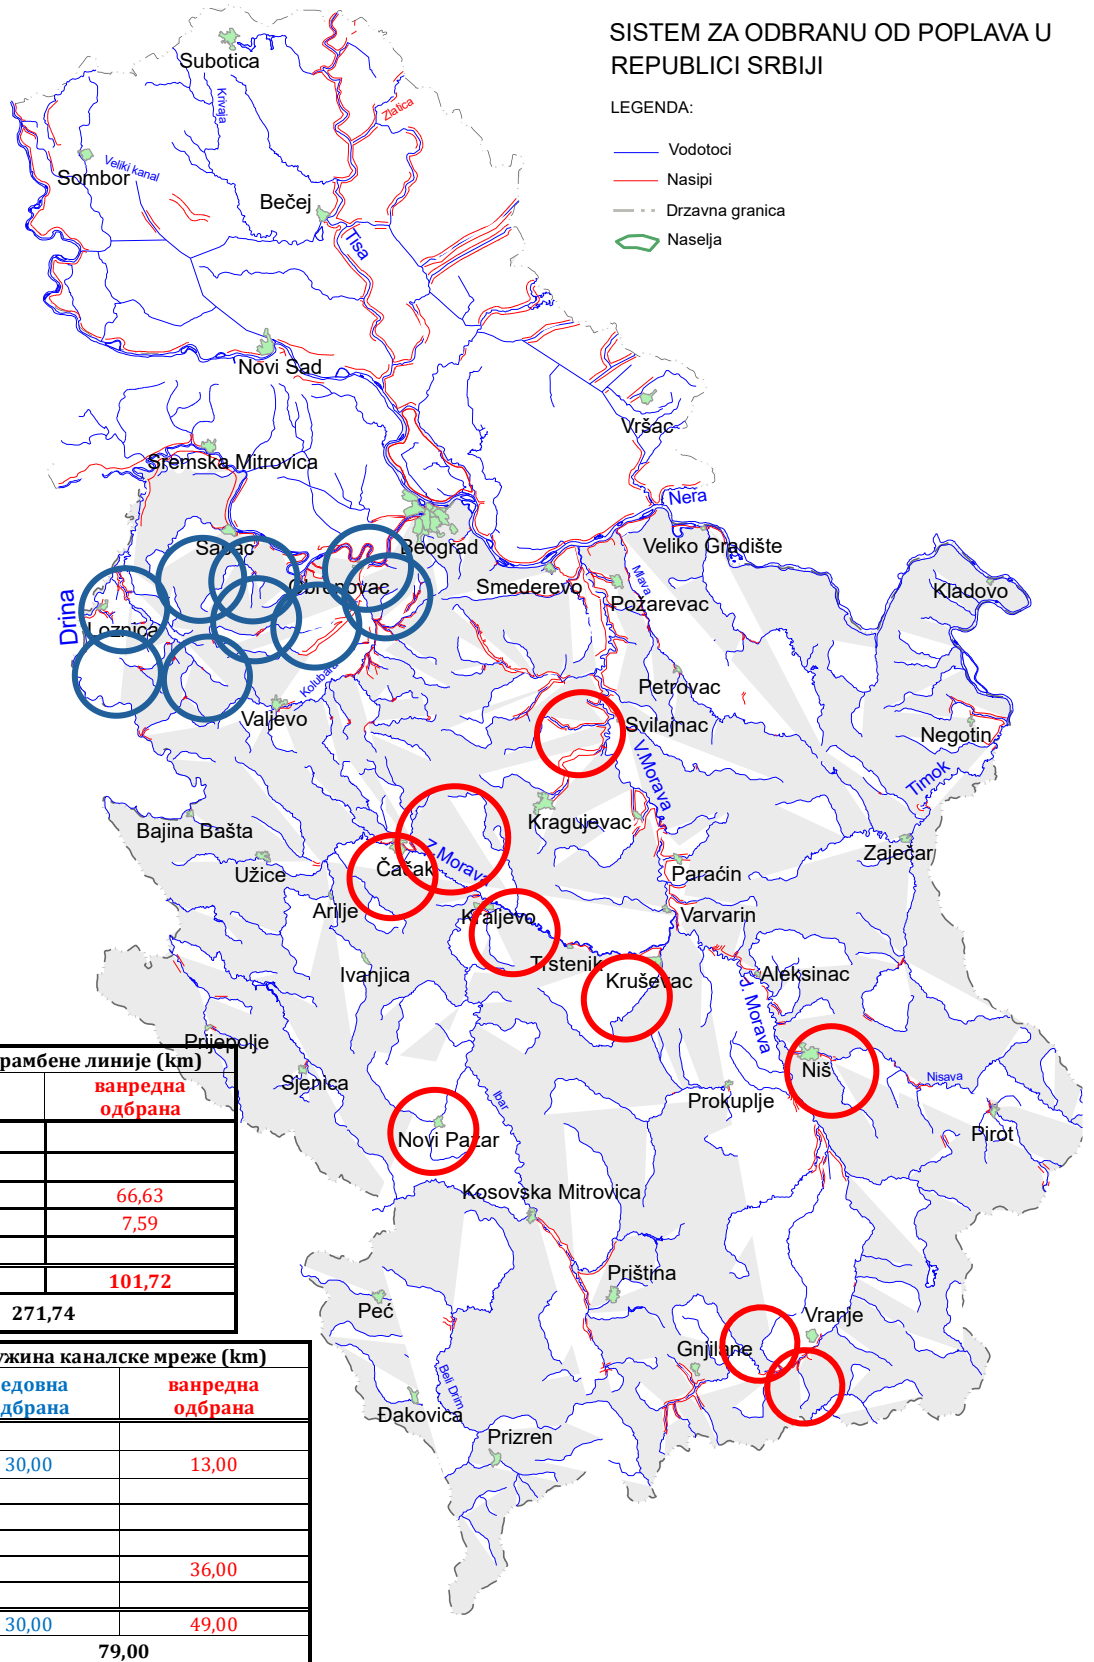 SISTEM ZA ODBRANU OD POPLAVA U
REPUBLICI SRBIJI
LEGENDA:
Vodotoci
Nasipi
Drzavna granica
Naselja
Subotica
Krivaja
Zlatica
Sombor
Veliki kanal
Bečej
Tisa
Novi Sad
Vršac
Sremska Mitrovica
Nera
Šabac
Beograd
Veliko Gradište
Obrenovac
Smederevo
Mlava
Požarevac
Kladovo
Drina
Loznica
Kolubara
Valjevo
Petrovac
Svilajnac
Negotin
V.Morava
Timok
Bajina Bašta
Kragujevac
Zaječar
Užice
Čačak
Z.Morava
Paraćin
Arilje
Kraljevo
Varvarin
Ivanjica
Trstenik
Kruševac
Aleksinac
J. Morava
Prijepolje
Sjenica
Ibar
Niš
Nisava
Prokuplje
Pirot
Novi Pazar
Kosovska Mitrovica
Priština
Peć
Vranje
Gnjilane
Beli Drim
Đakovica
Prizren
рамбене линије (km)
ванредна
одбрана
66,63
7,59
101,72
271,74
ужина каналске мреже (km)
едовна ванредна
дбрана одбрана
30,00 13,00
36,00
30,00 49,00
79,00